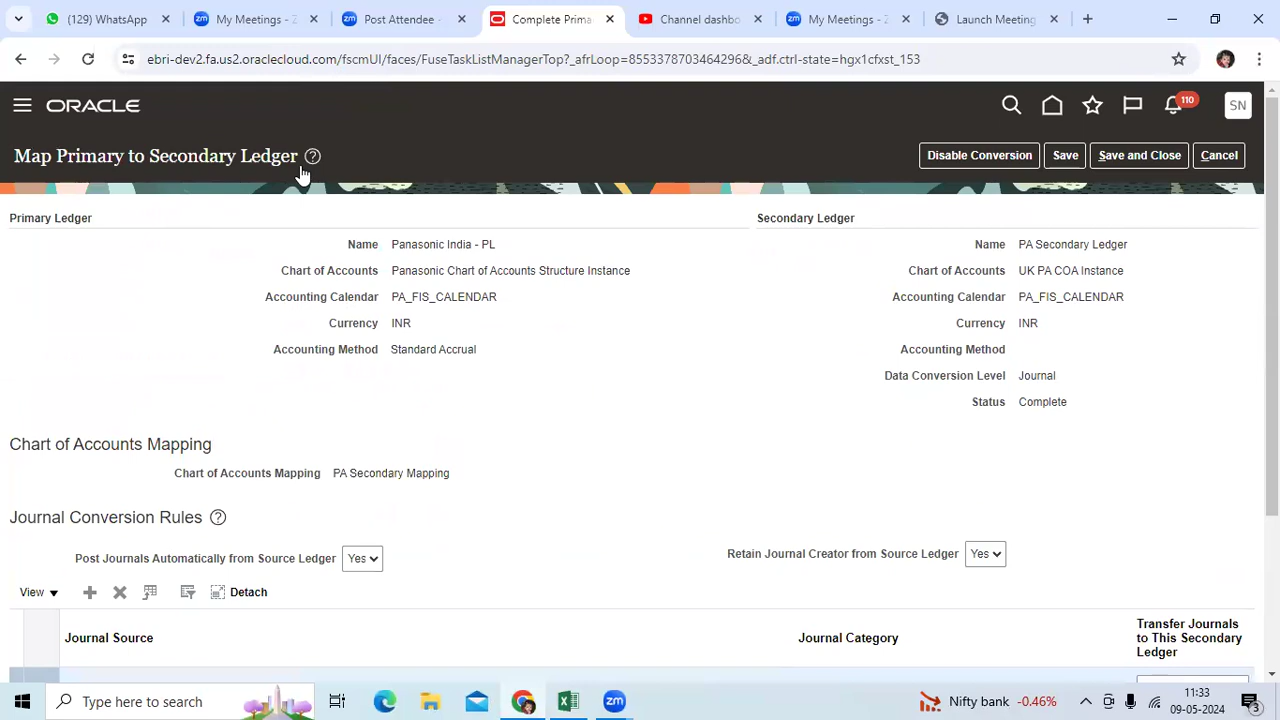 (129) WhatsApp
My Meetings - Z
Post Attendee -
Complete Prima
Channel dashbo
My Meetings - Z
Launch Meeting
ebri-dev2.fa.us2.oraclecloud.com/fscmUI/faces/FuseTaskListManagerTop?_afrLoop=85533787034642968&_adf.ctrl-state=hgx1cfxst_153
ORACLE
110
SN
Map Primary to Secondary Ledger ?
Disable Conversion
Save
Save and Close
Cancel
Primary Ledger
Name Panasonic India - PL
Chart of Accounts Panasonic Chart of Accounts Structure Instance
Accounting Calendar PA_FIS_CALENDAR
Currency INR
Accounting Method Standard Accrual
Secondary Ledger
Name PA Secondary Ledger
Chart of Accounts UK PA COA Instance
Accounting Calendar PA_FIS_CALENDAR
Currency INR
Accounting Method
Data Conversion Level Journal
Status Complete
Chart of Accounts Mapping
Chart of Accounts Mapping PA Secondary Mapping
Journal Conversion Rules ?
Post Journals Automatically from Source Ledger Yes
Retain Journal Creator from Source Ledger Yes
View
Detach
Journal Source
Journal Category
Transfer Journals
to This Secondary
Ledger
Type here to search
Nifty bank -0.46%
11:33
09-05-2024
3